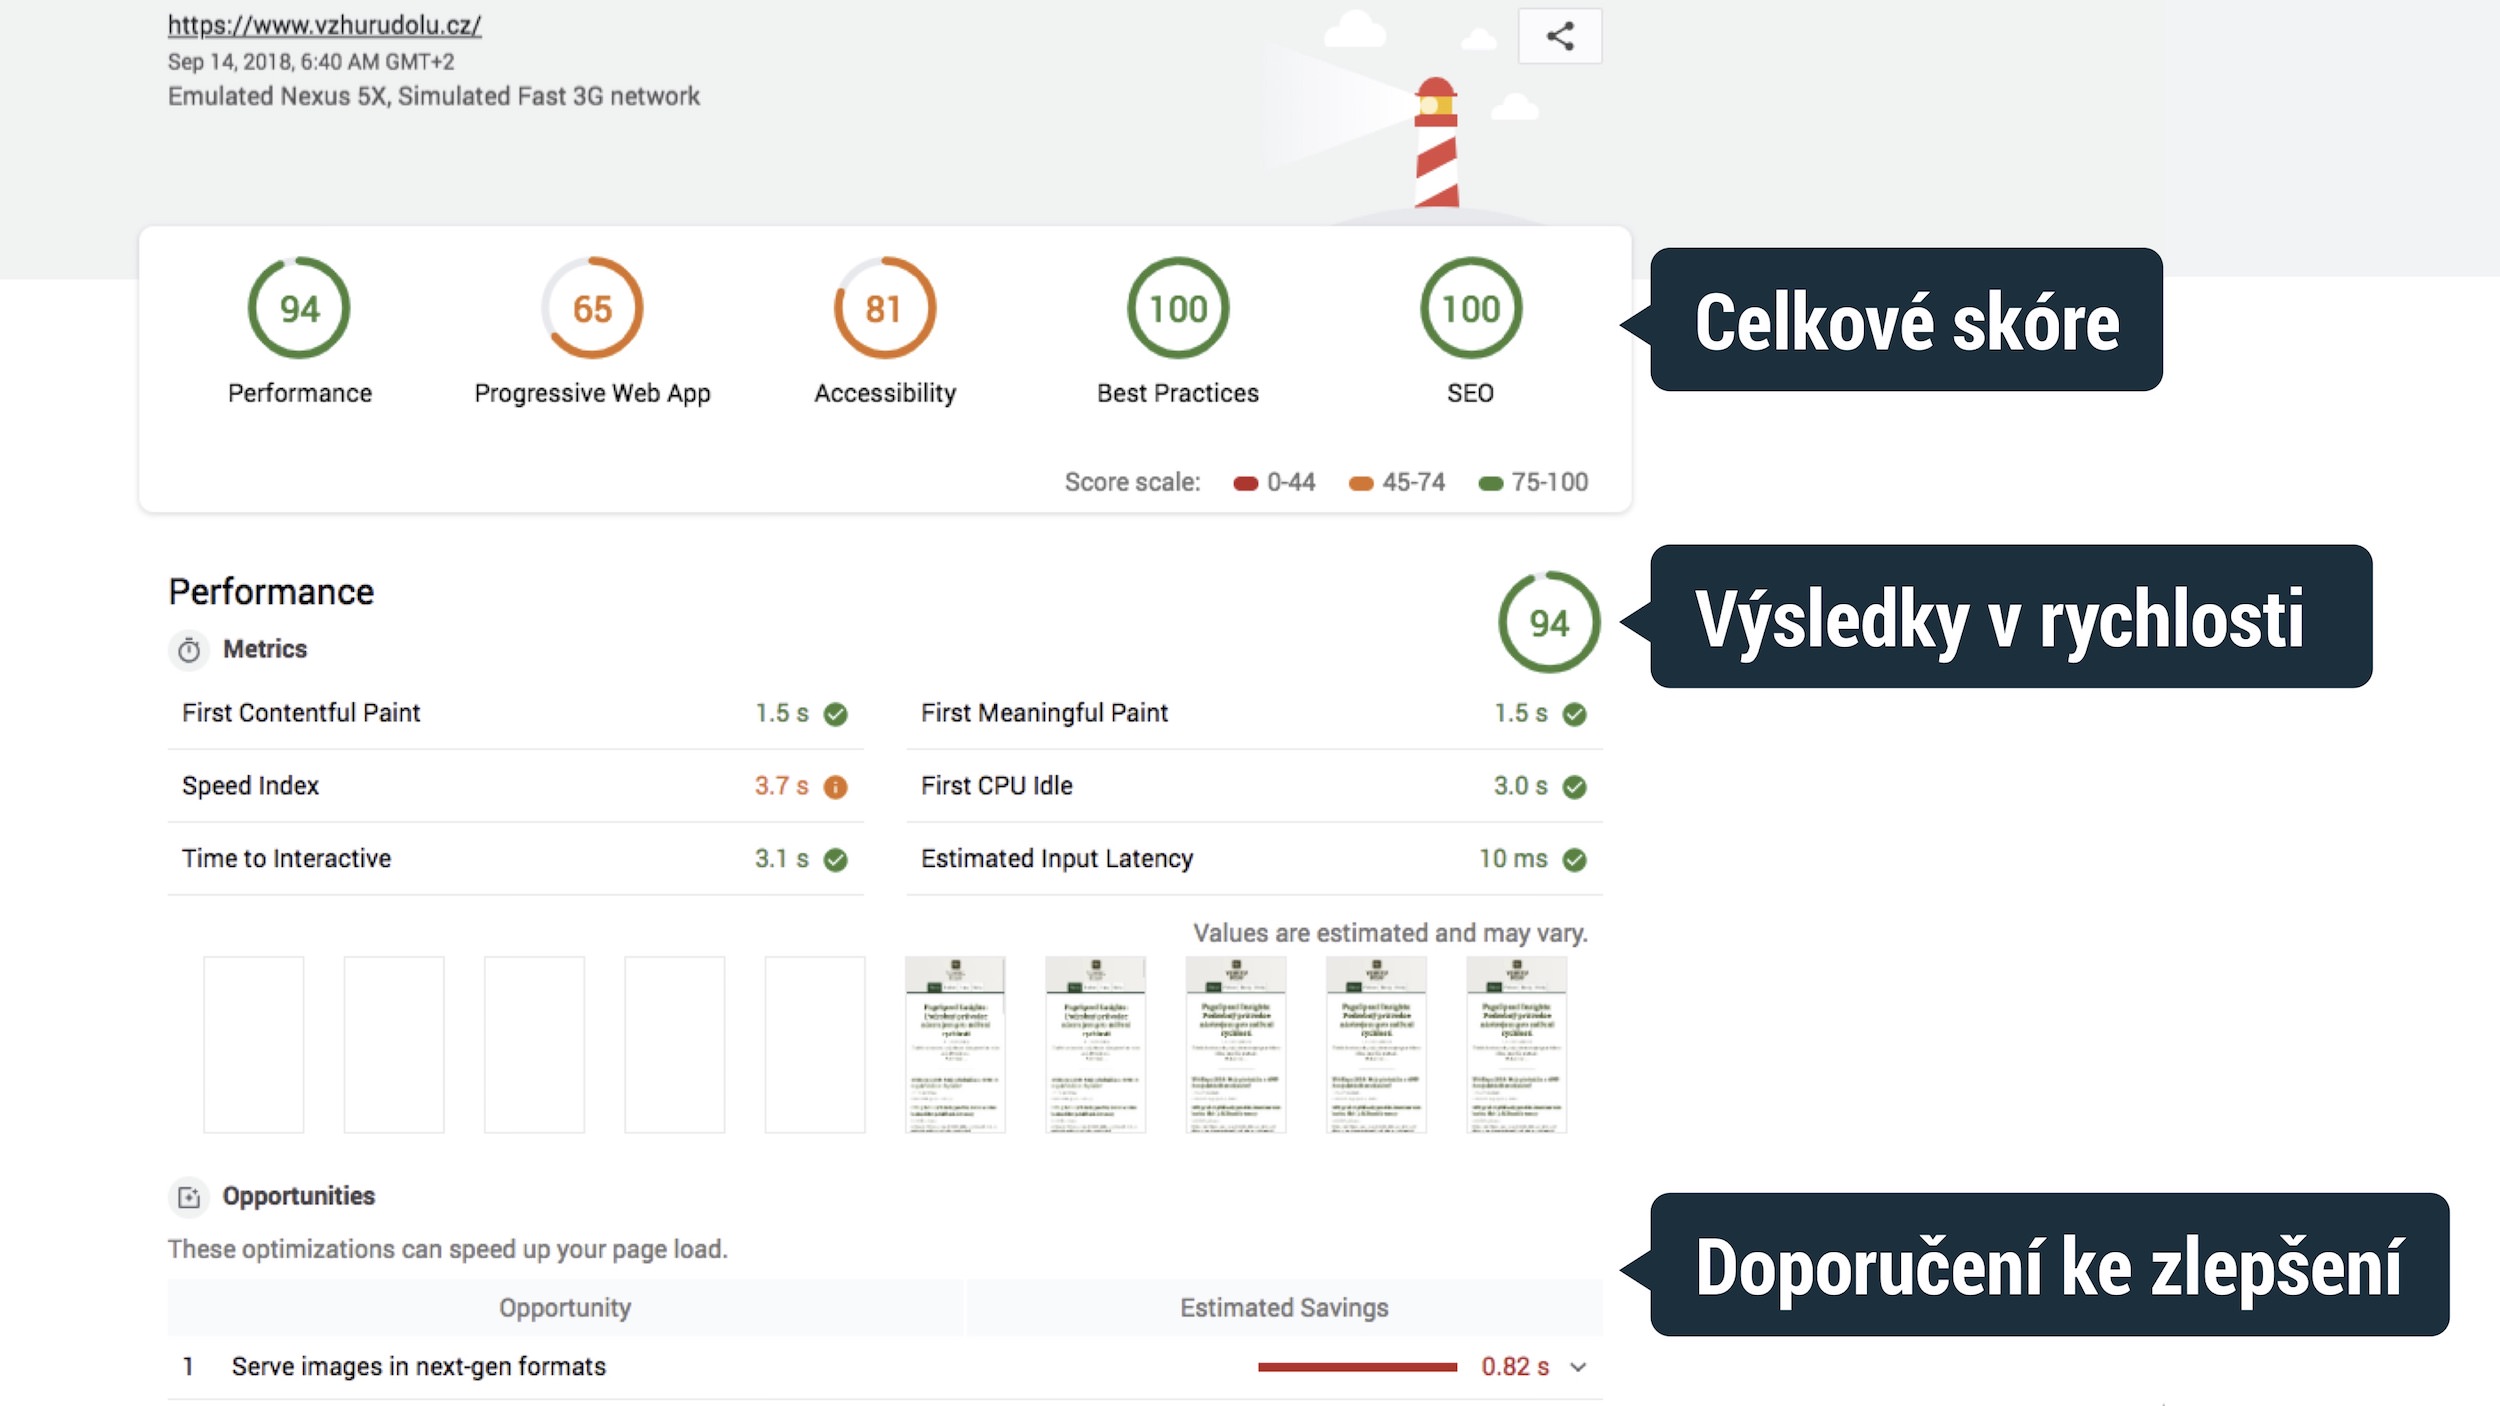 https://www.vzhurudolu.cz/
Sep 14, 2018, 6:40 AM GMT+2
Emulated Nexus 5X, Simulated Fast 3G network
94
65
81
100
100
Performance
Progressive Web App
Accessibility
Best Practices
SEO
Celkové skóre
Score scale:
0-44
45-74
75-100
Performance
94
Výsledky v rychlosti
Metrics
First Contentful Paint
1.5 s
First Meaningful Paint
1.5 s
Speed Index
3.7 s
First CPU Idle
3.0 s
Time to Interactive
3.1 s
Estimated Input Latency
10 ms
Values are estimated and may vary.
Opportunities
These optimizations can speed up your page load.
Doporučení ke zlepšení
Opportunity
Estimated Savings
1 Serve images in next-gen formats
0.82 s